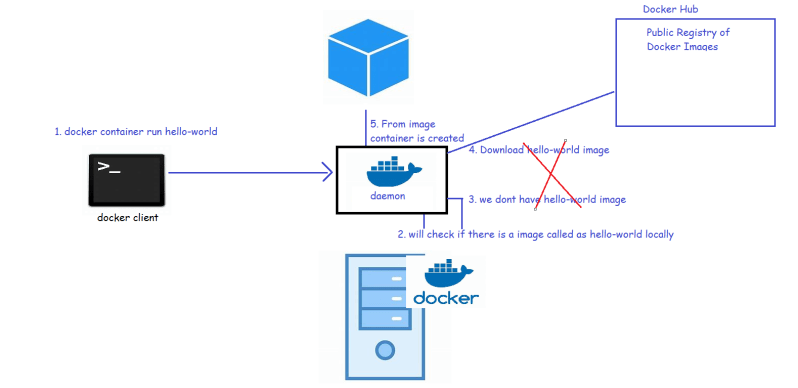 Docker Hub
Public Registry of
Docker Images
1. docker container run hello-world
5. From image
container is created
4. Download hello-world image
>_
daemon
3. we dont have hello-world image
docker client
2. will check if there is a image called as hello-world locally
docker